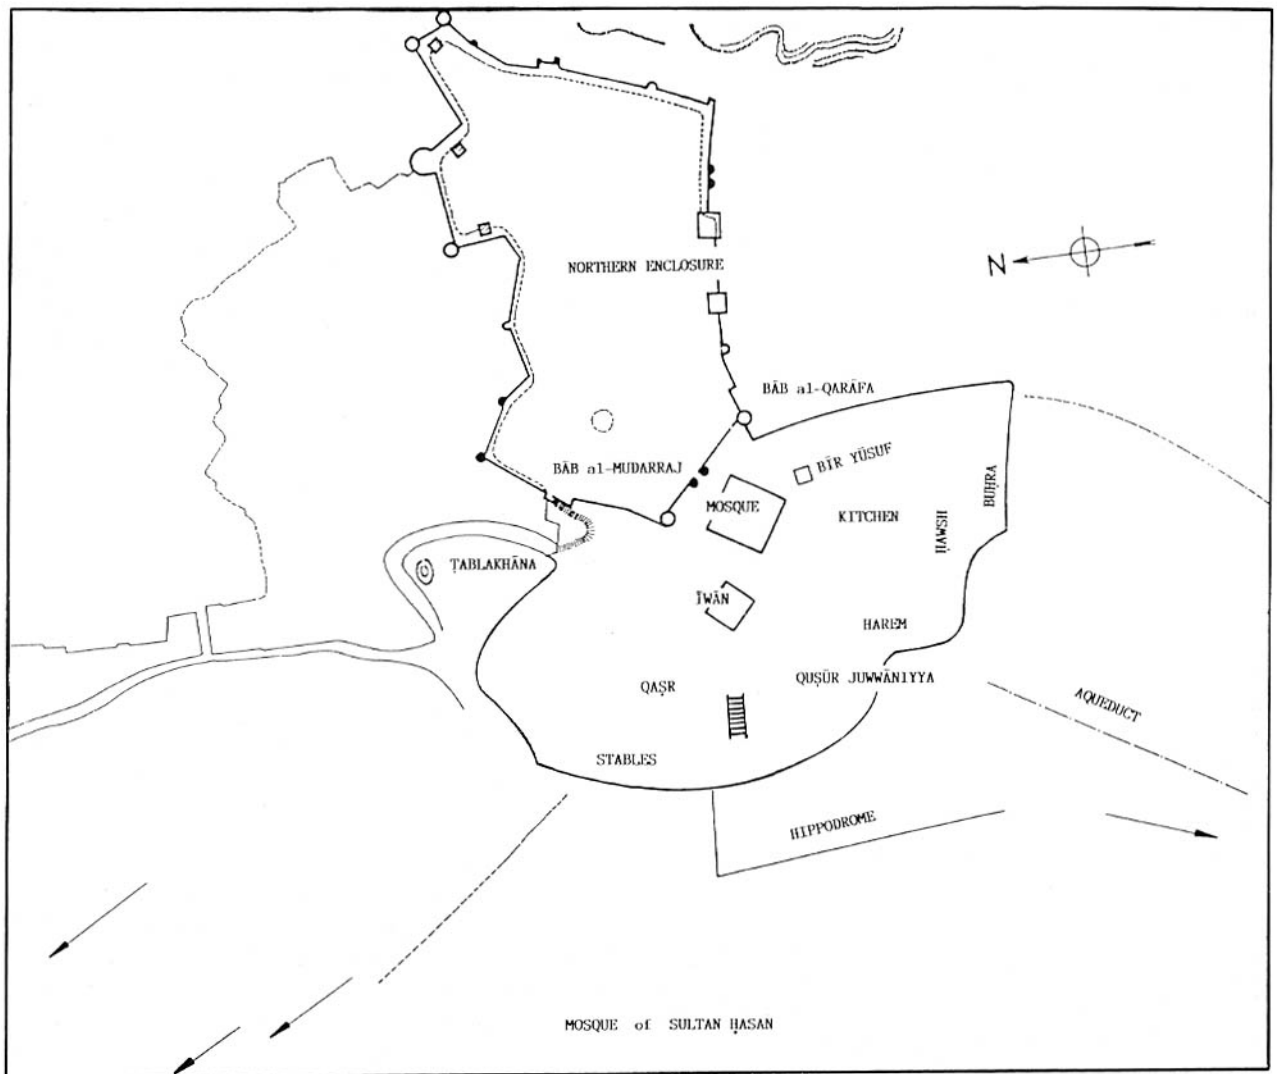 NORTHERN ENCLOSURE
N
BĀB al-QARĀFA
BĪR YŪSUF
BĀB al-MUDARRAJ
MOSQUE
KITCHEN
ḤAWSH
BUḤRA
ṬABLAKHĀNA
ĪWĀN
HAREM
QAṢR
QUṢŪR JUWWĀNIYYA
AQUEDUCT
STABLES
HIPPODROME
MOSQUE of SULTAN ḤASAN